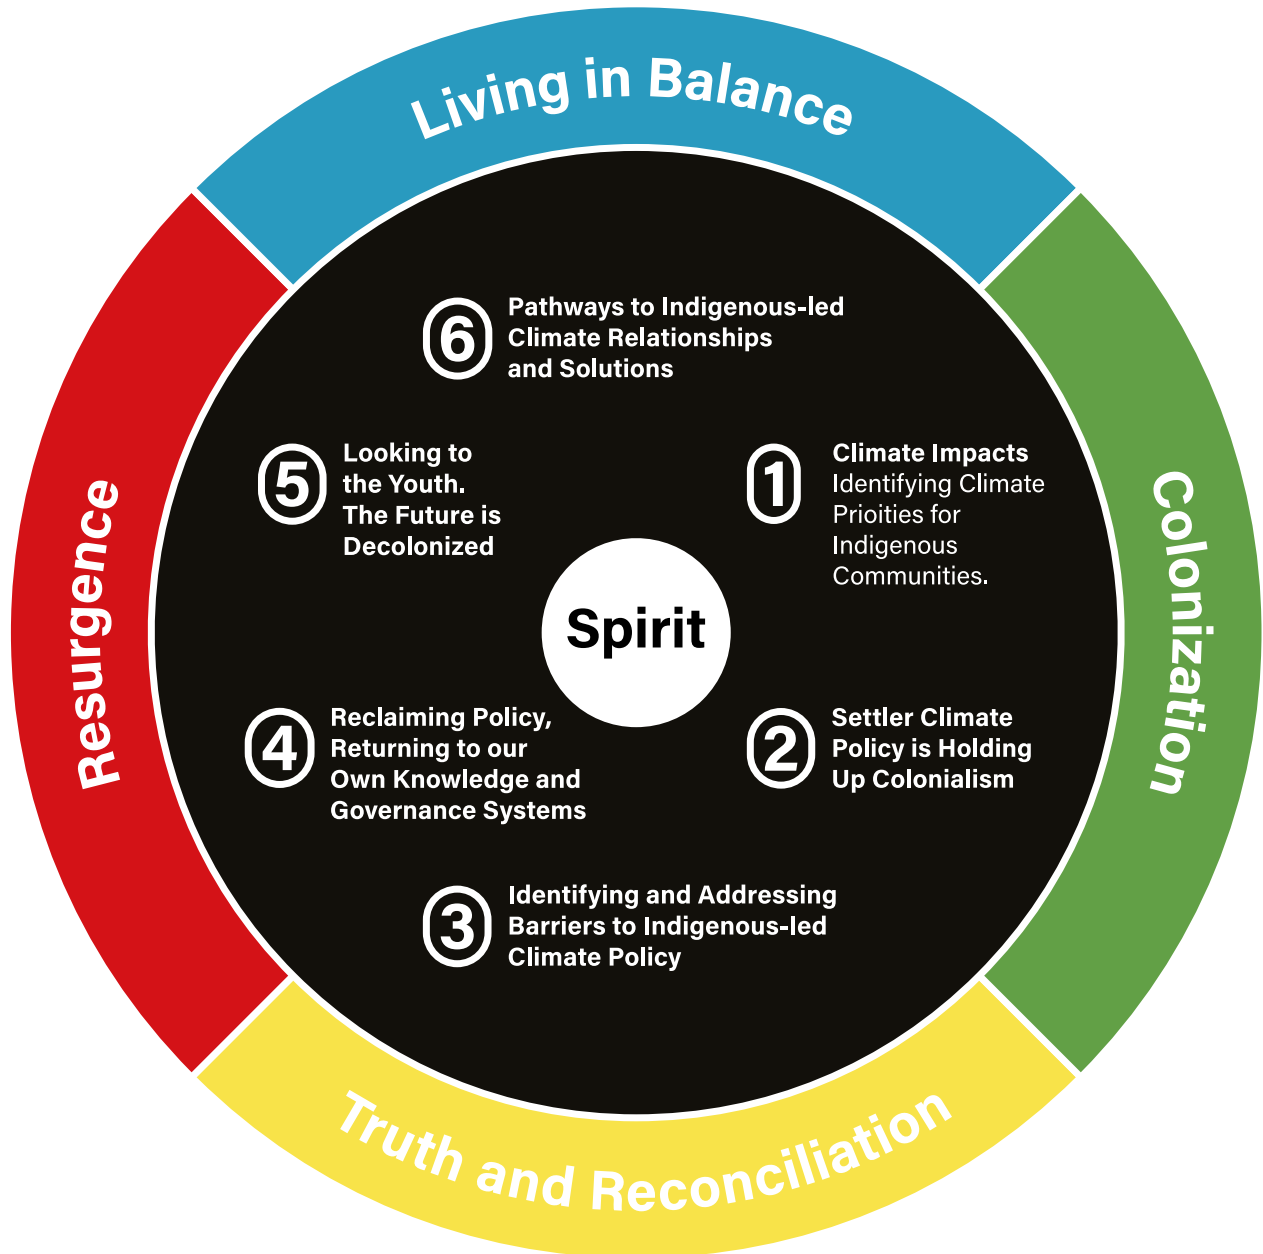 Living in Balance
6
Pathways to Indigenous-led
Climate Relationships
and Solutions
5
Looking to
the Youth.
The Future is
Decolonized
1
Climate Impacts
Identifying Climate
Prioities for
Indigenous
Communities.
Resurgence
Colonization
Spirit
4
Reclaiming Policy,
Returning to our
Own Knowledge and
Governance Systems
2
Settler Climate
Policy is Holding
Up Colonialism
3
Identifying and Addressing
Barriers to Indigenous-led
Climate Policy
Truth and Reconciliation